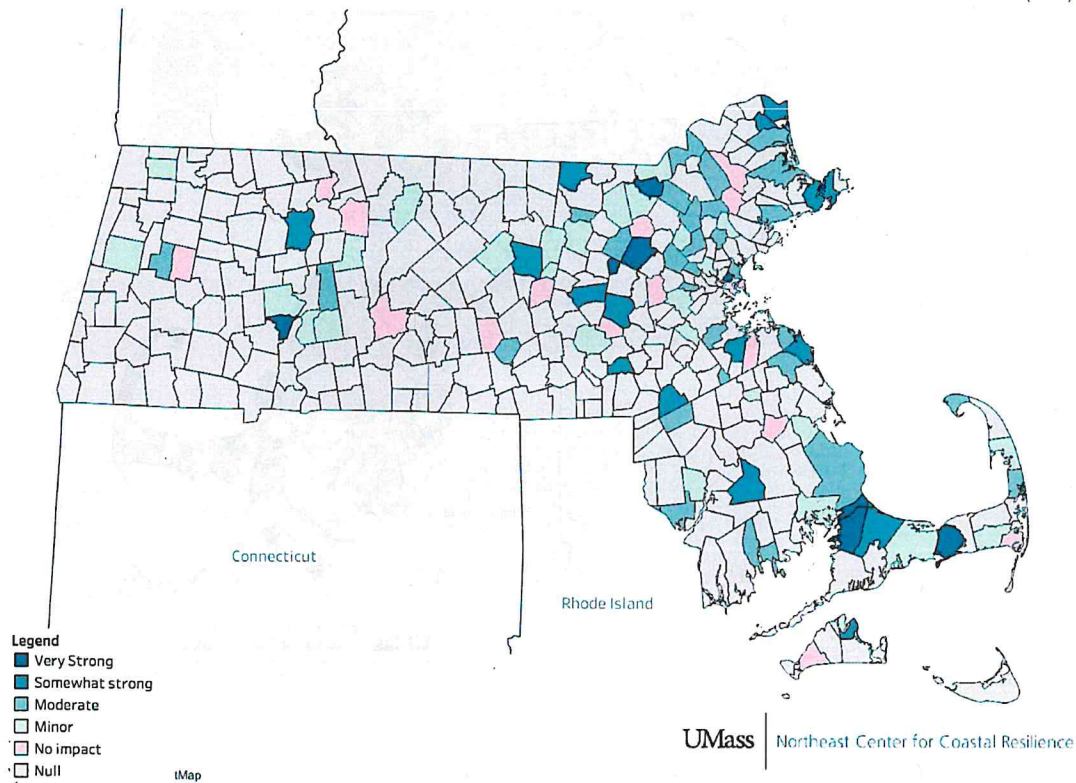 Connecticut
Rhode Island
Legend
Very Strong
Somewhat strong
Moderate
Minor
No impact
Null
tMap
UMass
Northeast Center for Coastal Resilience